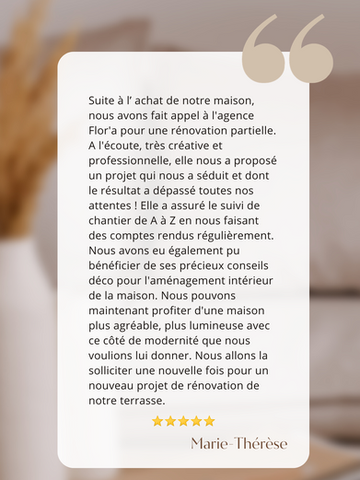 Suite à l’ achat de notre maison,
nous avons fait appel à l'agence
Flor'a pour une rénovation partielle.
A l'écoute, très créative et
professionnelle, elle nous a proposé
un projet qui nous a séduit et dont
le résultat a dépassé toutes nos
attentes ! Elle a assuré le suivi de
chantier de A à Z en nous faisant
des comptes rendus régulièrement.
Nous avons eu également pu
bénéficier de ses précieux conseils
déco pour l'aménagement intérieur
de la maison. Nous pouvons
maintenant profiter d'une maison
plus agréable, plus lumineuse avec
ce côté de modernité que nous
voulions lui donner. Nous allons la
solliciter une nouvelle fois pour un
nouveau projet de rénovation de
notre terrasse.
Marie-Thérèse